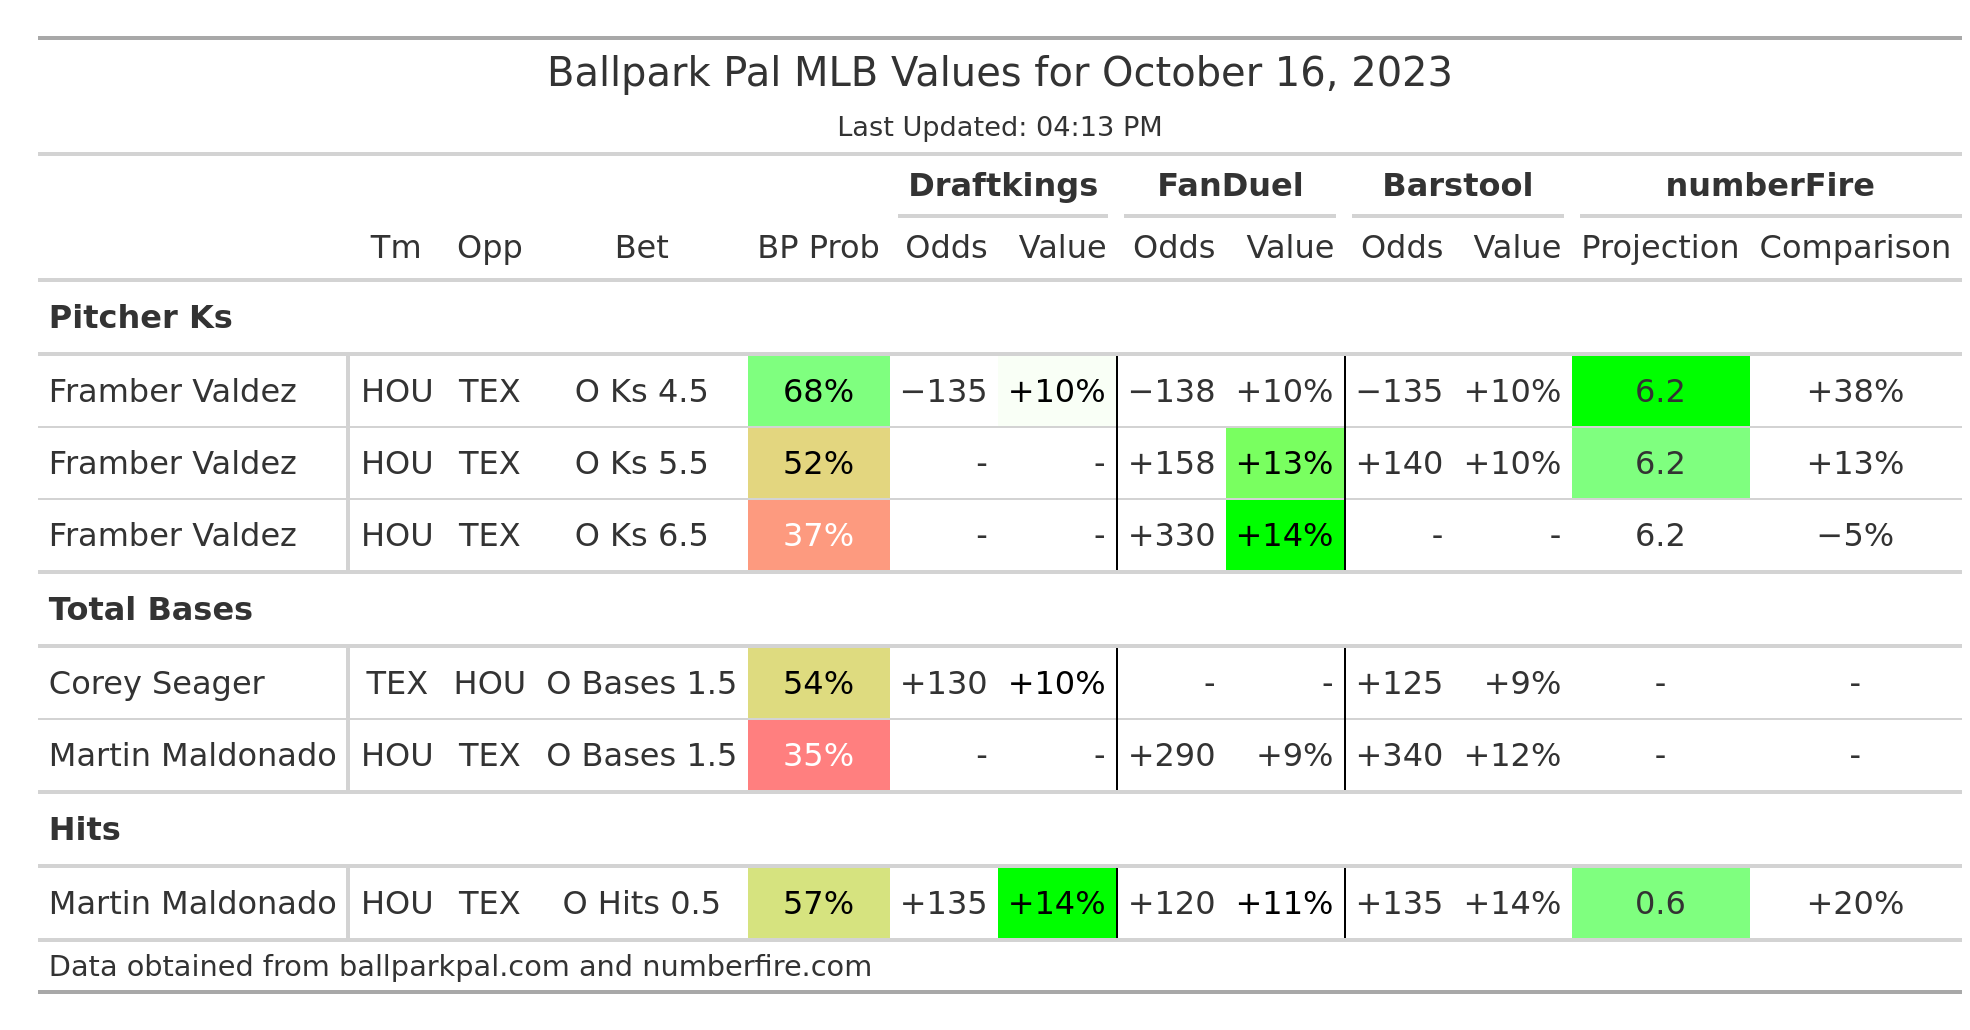 Ballpark Pal MLB Values for October 16, 2023
Last Updated: 04:13 PM
Draftkings FanDuel Barstool numberFire
Tm Opp Bet BP Prob Odds Value Odds Value Odds Value Projection Comparison
Pitcher Ks
Framber Valdez HOU TEX O Ks 4.5 68% −135 +10% −138 +10% −135 +10% 6.2 +38%
Framber Valdez HOU TEX O Ks 5.5 52% - - +158 +13% +140 +10% 6.2 +13%
Framber Valdez HOU TEX O Ks 6.5 37% - - +330 +14% - - 6.2 −5%
Total Bases
Corey Seager TEX HOU O Bases 1.5 54% +130 +10% - - +125 +9% - -
Martin Maldonado HOU TEX O Bases 1.5 35% - - +290 +9% +340 +12% - -
Hits
Martin Maldonado HOU TEX O Hits 0.5 57% +135 +14% +120 +11% +135 +14% 0.6 +20%
Data obtained from ballparkpal.com and numberfire.com